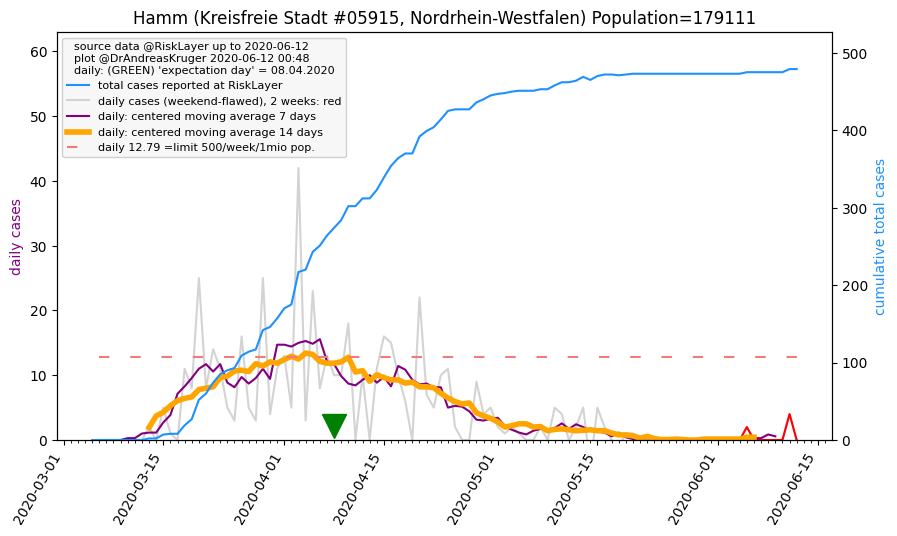 Hamm (Kreisfreie Stadt #05915, Nordrhein-Westfalen) Population=179111
source data @RiskLayer up to 2020-06-12
plot @DrAndreasKruger 2020-06-12 00:48
daily: (GREEN) 'expectation day' = 08.04.2020
total cases reported at RiskLayer
daily cases (weekend-flawed), 2 weeks: red
daily: centered moving average 7 days
daily: centered moving average 14 days
daily 12.79 =limit 500/week/1mio pop.
daily cases
60
50
40
30
20
10
0
cumulative total cases
500
400
300
200
100
0
2020-03-01
2020-03-15
2020-04-01
2020-04-15
2020-05-01
2020-05-15
2020-06-01
2020-06-15